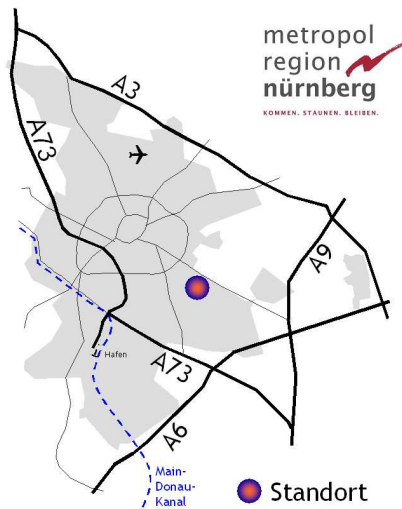 metropol
region
nürnberg
KOMMEN. STAUNEN. BLEIBEN.
A3
A73
A9
Hafen
A73
A6
Main-
Donau-
Kanal
Standort